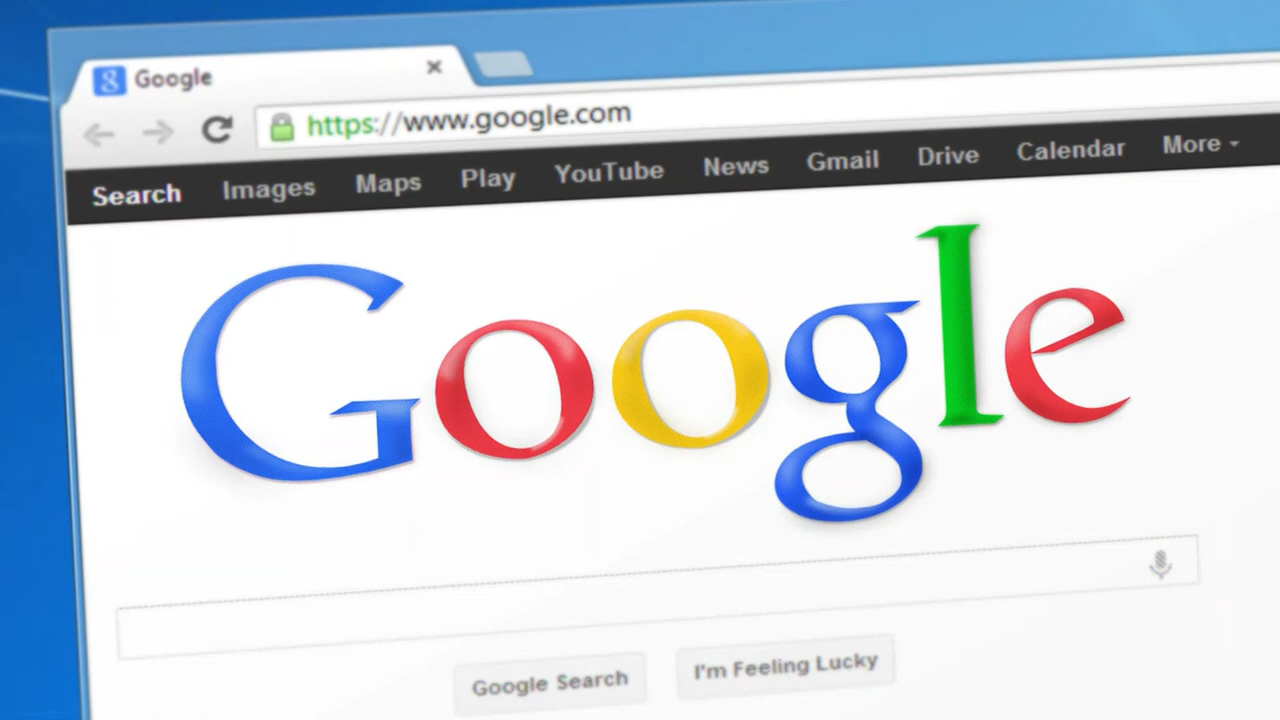 Google
https://www.google.com
Search Images Maps Play YouTube News Gmail Drive Calendar More
Google
Google Search I'm Feeling Lucky